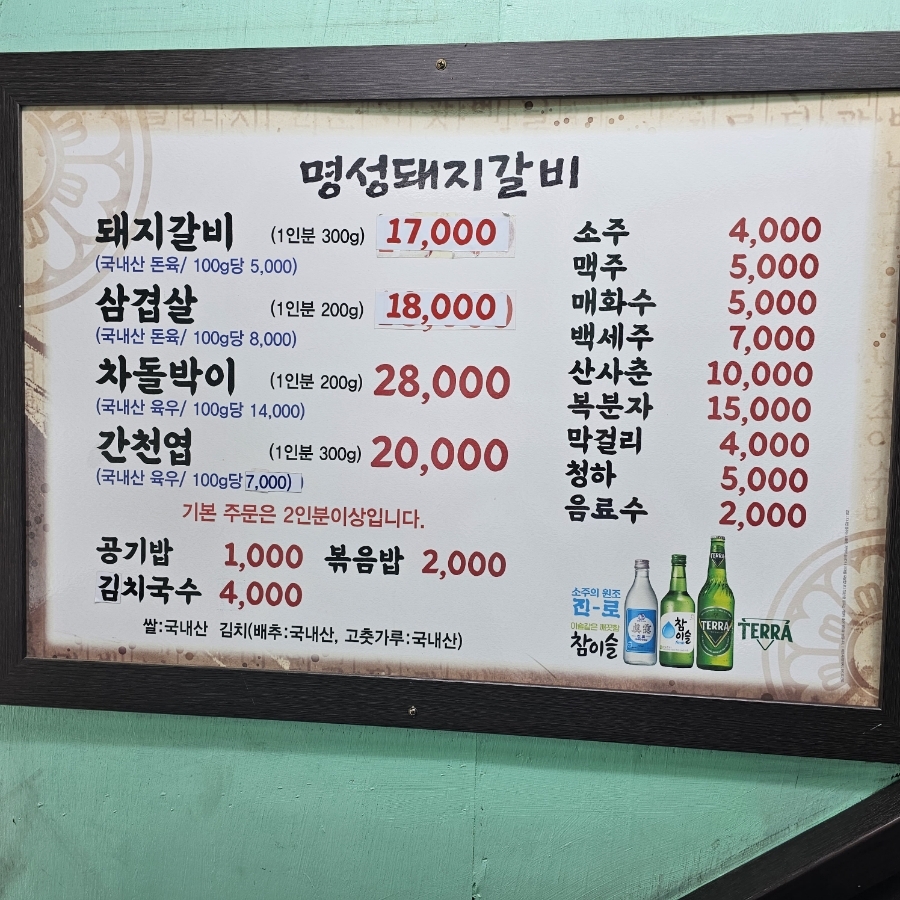 명성돼지갈비
돼지갈비 (1인분 300g) 17,000
(국내산 돈육/ 100g당 5,000)
삼겹살 (1인분 200g) 18,000
(국내산 돈육/ 100g당 8,000)
차돌박이 (1인분 200g) 28,000
(국내산 육우/ 100g당 14,000)
간천엽 (1인분 300g) 20,000
(국내산 육우/ 100g당 7,000)
기본 주문은 2인분이상입니다.
공기밥 1,000 볶음밥 2,000
김치국수 4,000
쌀:국내산 김치(배추:국내산, 고춧가루:국내산)
소주 4,000
맥주 5,000
매화수 5,000
백세주 7,000
산사춘 10,000
복분자 15,000
막걸리 4,000
청하 5,000
음료수 2,000
소주의 원조
진-로
이슬같은 깨끗함
참이슬
참이슬
TERRA
TERRA